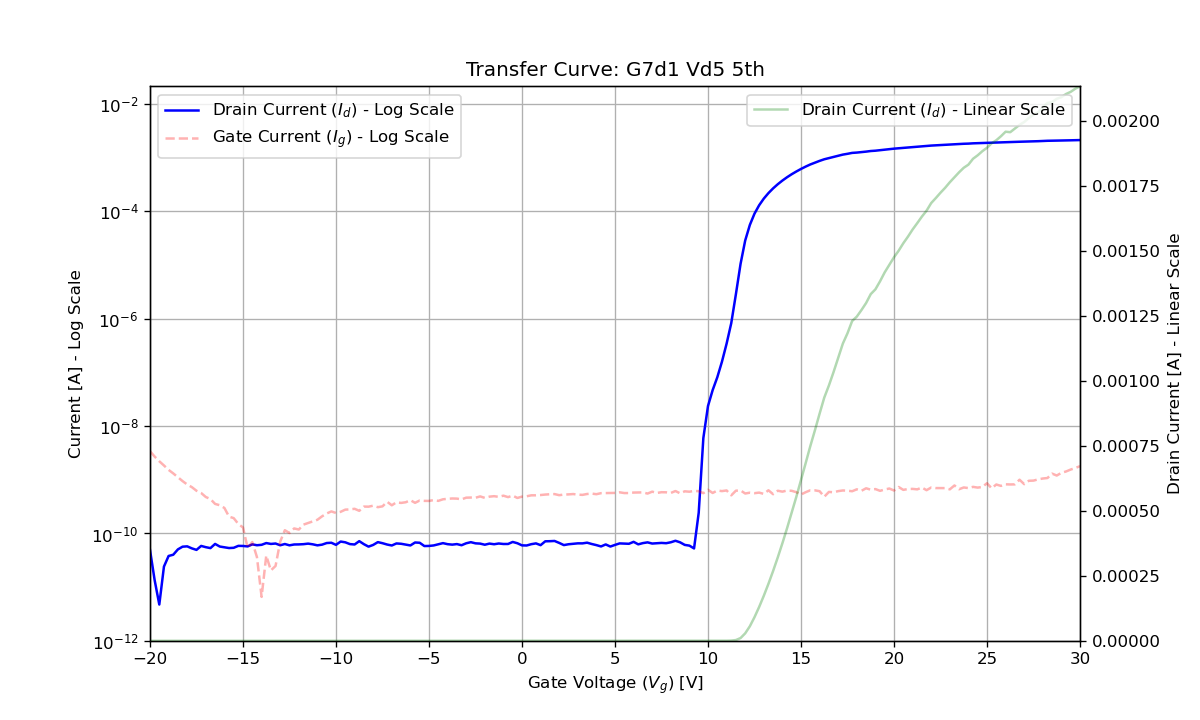 Transfer Curve: G7d1 Vd5 5th
Drain Current (I_d) - Log Scale
Gate Current (I_g) - Log Scale
Drain Current (I_d) - Linear Scale
Current [A] - Log Scale
10^−2
10^−4
10^−6
10^−8
10^−10
10^−12
−20 −15 −10 −5 0 5 10 15 20 25 30
Gate Voltage (V_g) [V]
0.00200
0.00175
0.00150
0.00125
0.00100
0.00075
0.00050
0.00025
0.00000
Drain Current [A] - Linear Scale